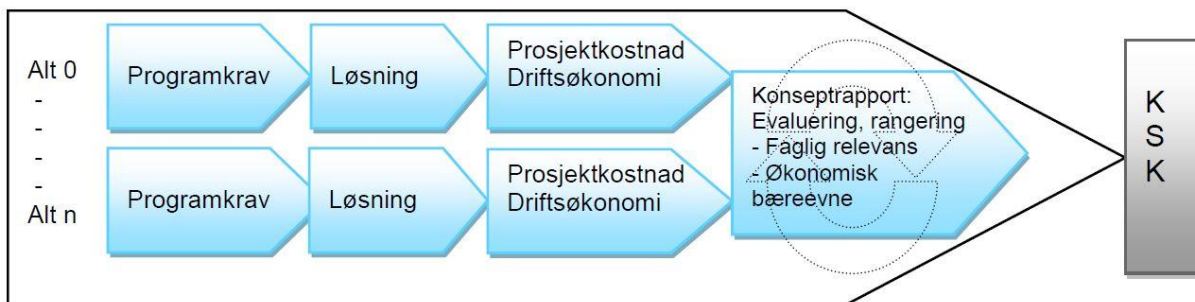 Alt 0
-
-
-
-
Alt n
Programkrav
Løsning
Prosjektkostnad
Driftsøkonomi
Programkrav
Løsning
Prosjektkostnad
Driftsøkonomi
Konseptrapport:
Evaluering, rangering
- Faglig relevans
- Økonomisk
bæreevne
K
S
K